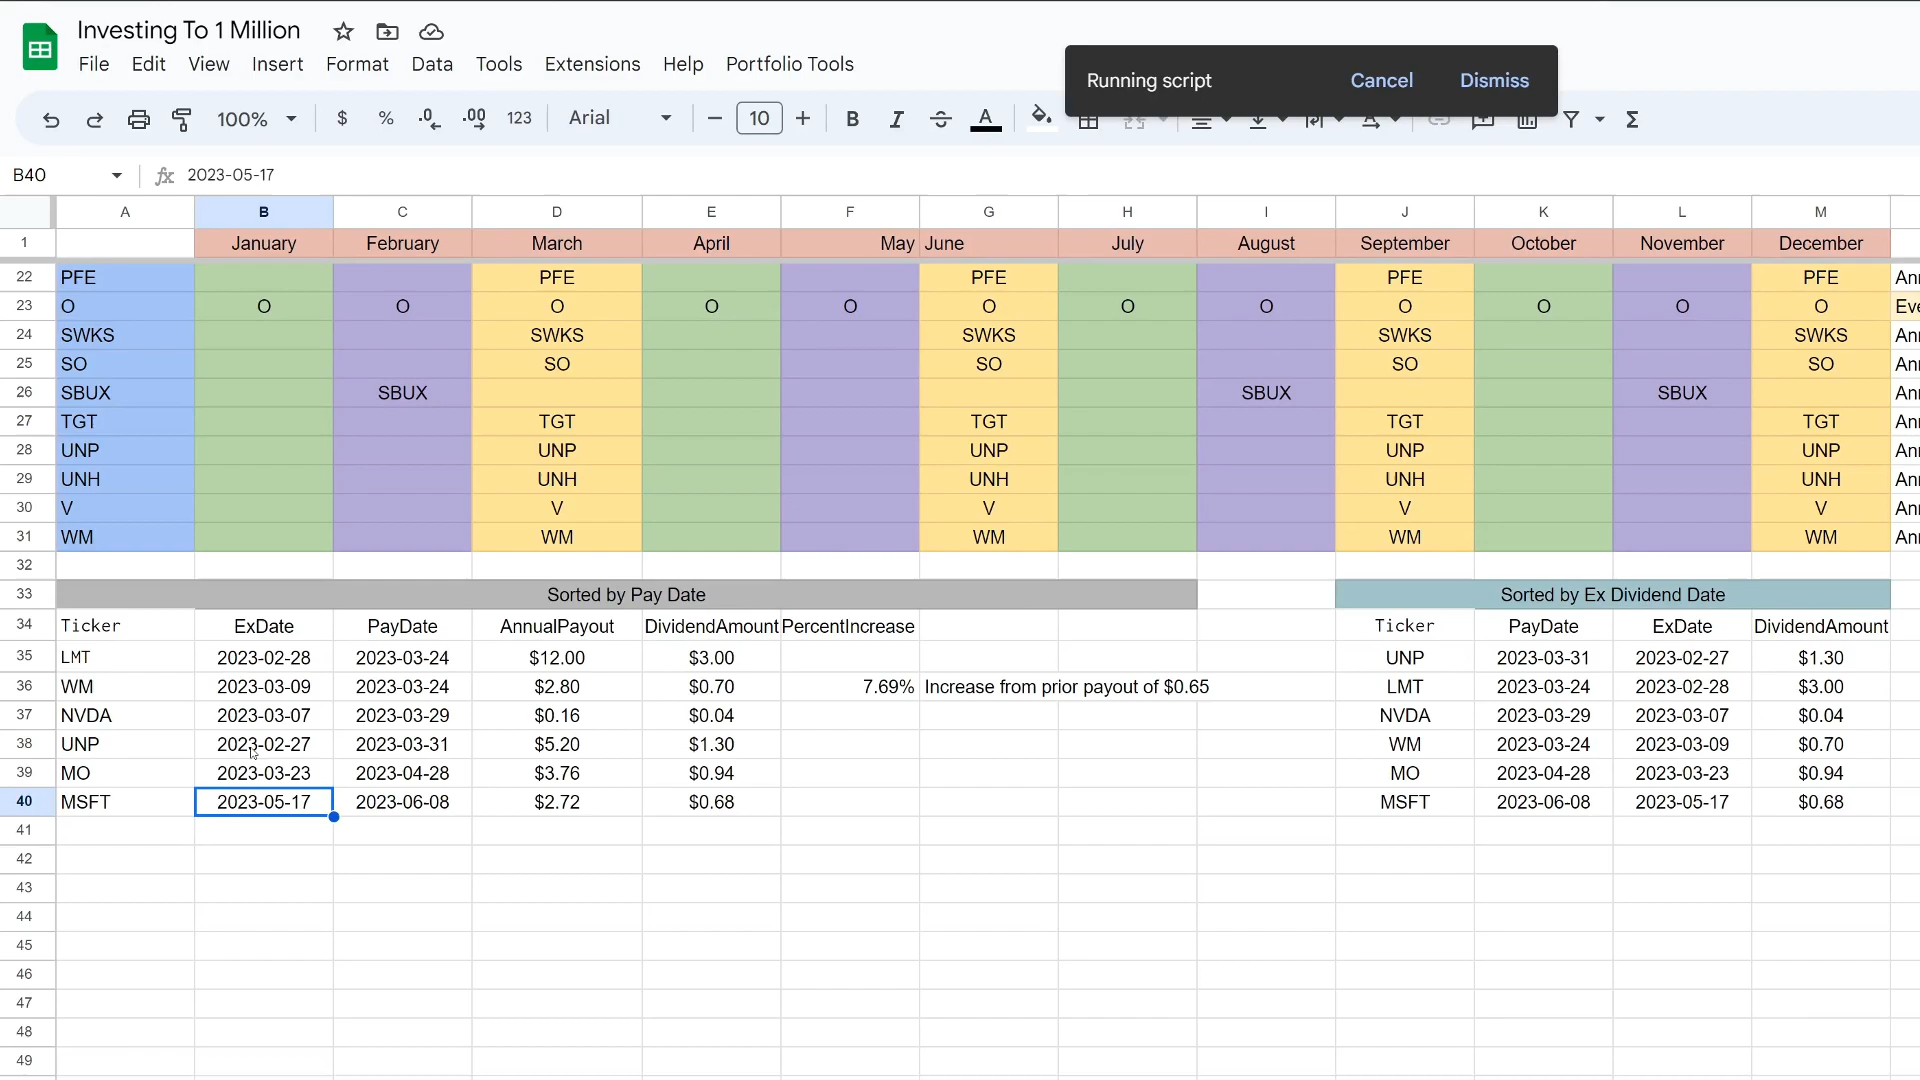 Investing To 1 Million
File Edit View Insert Format Data Tools Extensions Help Portfolio Tools
Running script Cancel Dismiss
100% $ % .0 .00 123 Arial 10 B I A
B40 fx 2023-05-17
A B C D E F G H I J K L M
1 January February March April May June July August September October November December
22 PFE PFE PFE PFE PFE
23 O O O O O O O O O O O O O
24 SWKS SWKS SWKS SWKS SWKS
25 SO SO SO SO SO
26 SBUX SBUX SBUX SBUX
27 TGT TGT TGT TGT TGT
28 UNP UNP UNP UNP UNP
29 UNH UNH UNH UNH UNH
30 V V V V V
31 WM WM WM WM WM
32
33 Sorted by Pay Date Sorted by Ex Dividend Date
34 Ticker ExDate PayDate AnnualPayout DividendAmount PercentIncrease Ticker PayDate ExDate DividendAmount
35 LMT 2023-02-28 2023-03-24 $12.00 $3.00 UNP 2023-03-31 2023-02-27 $1.30
36 WM 2023-03-09 2023-03-24 $2.80 $0.70 7.69% Increase from prior payout of $0.65 LMT 2023-03-24 2023-02-28 $3.00
37 NVDA 2023-03-07 2023-03-29 $0.16 $0.04 NVDA 2023-03-29 2023-03-07 $0.04
38 UNP 2023-02-27 2023-03-31 $5.20 $1.30 WM 2023-03-24 2023-03-09 $0.70
39 MO 2023-03-23 2023-04-28 $3.76 $0.94 MO 2023-04-28 2023-03-23 $0.94
40 MSFT 2023-05-17 2023-06-08 $2.72 $0.68 MSFT 2023-06-08 2023-05-17 $0.68
41
42
43
44
45
46
47
48
49